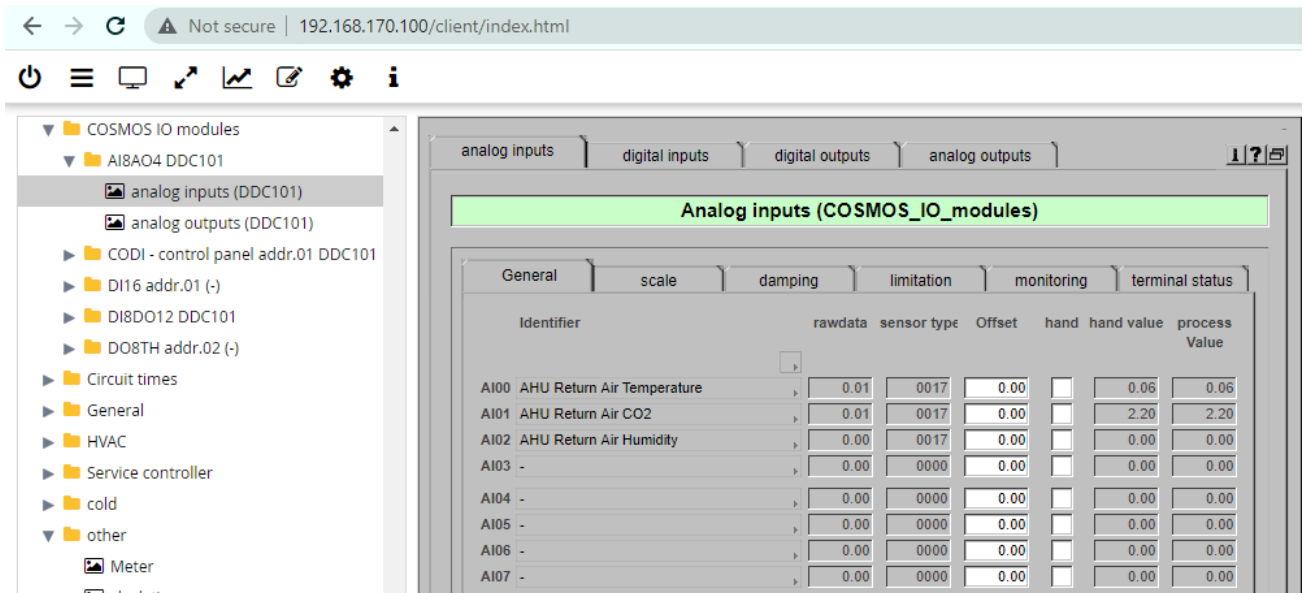 Not secure | 192.168.170.100/client/index.html
COSMOS IO modules
AI8AO4 DDC101
analog inputs (DDC101)
analog outputs (DDC101)
CODI - control panel addr.01 DDC101
DI16 addr.01 (-)
DI8DO12 DDC101
DO8TH addr.02 (-)
Circuit times
General
HVAC
Service controller
cold
other
Meter
analog inputs digital inputs digital outputs analog outputs
Analog inputs (COSMOS_IO_modules)
General scale damping limitation monitoring terminal status
Identifier rawdata sensor type Offset hand hand value process
Value
AI00 AHU Return Air Temperature 0.01 0017 0.00 0.06 0.06
AI01 AHU Return Air CO2 0.01 0017 0.00 2.20 2.20
AI02 AHU Return Air Humidity 0.00 0017 0.00 0.00 0.00
AI03 - 0.00 0000 0.00 0.00 0.00
AI04 - 0.00 0000 0.00 0.00 0.00
AI05 - 0.00 0000 0.00 0.00 0.00
AI06 - 0.00 0000 0.00 0.00 0.00
AI07 - 0.00 0000 0.00 0.00 0.00